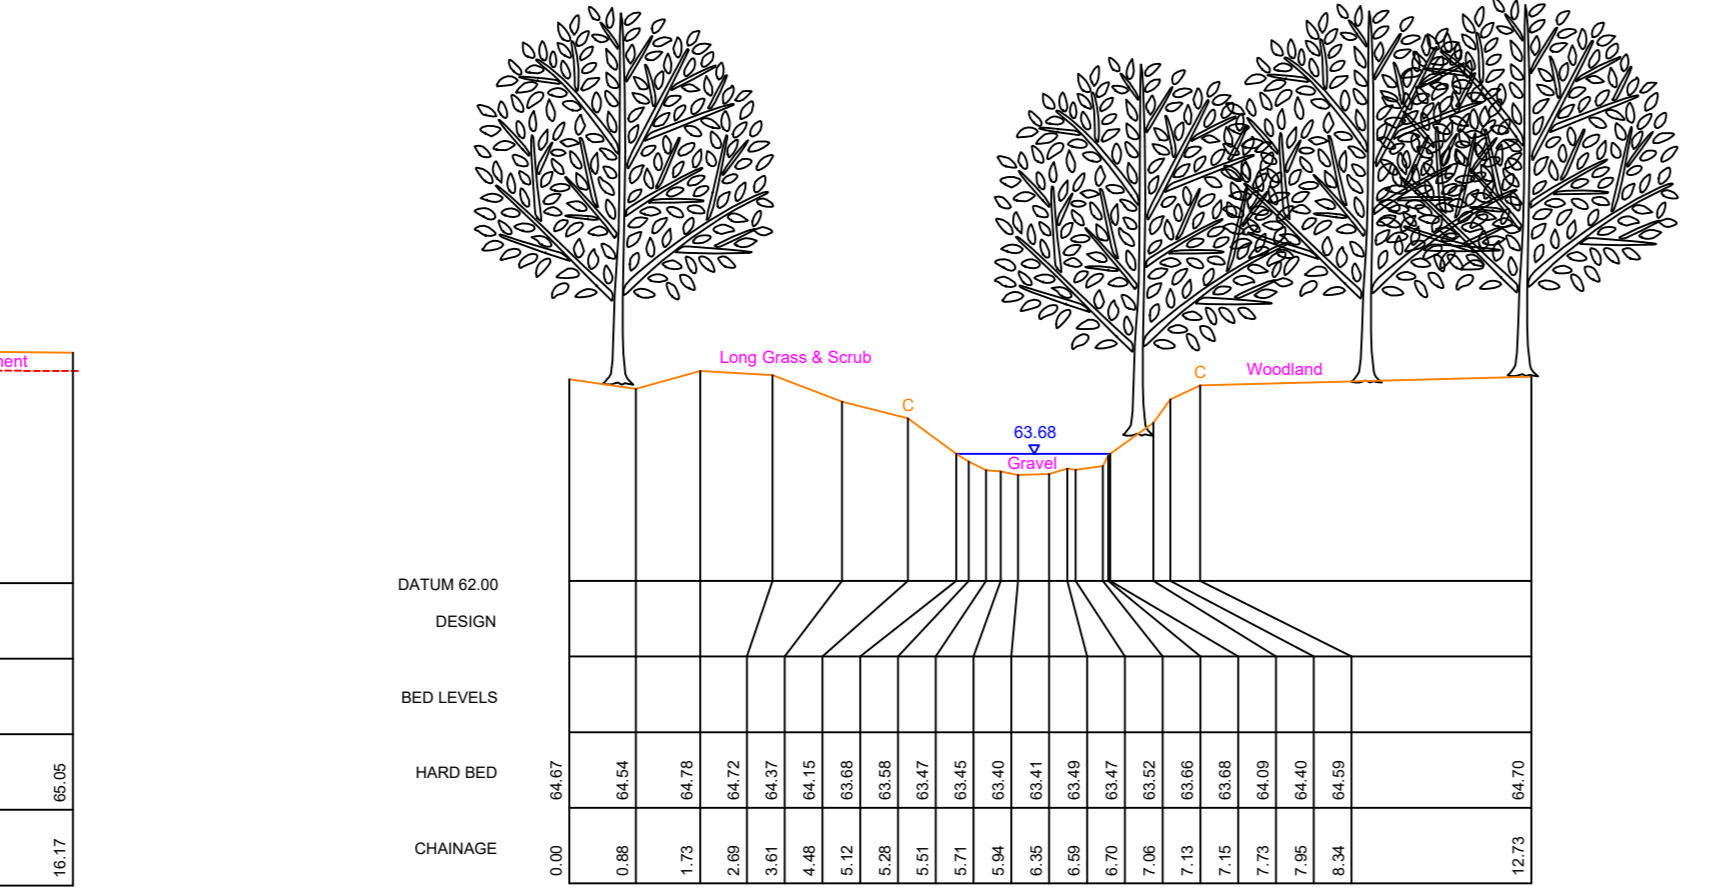 ment
65.05
16.17
Long Grass & Scrub
C
63.68
Gravel
C
Woodland
DATUM 62.00
DESIGN
BED LEVELS
HARD BED
64.67 64.54 64.78 64.72 64.37 64.15 63.68 63.58 63.47 63.45 63.40 63.41 63.49 63.47 63.52 63.66 63.68 64.09 64.40 64.59 64.70
CHAINAGE
0.00 0.88 1.73 2.69 3.61 4.48 5.12 5.28 5.51 5.71 5.94 6.35 6.59 6.70 7.06 7.13 7.15 7.73 7.95 8.34 12.73